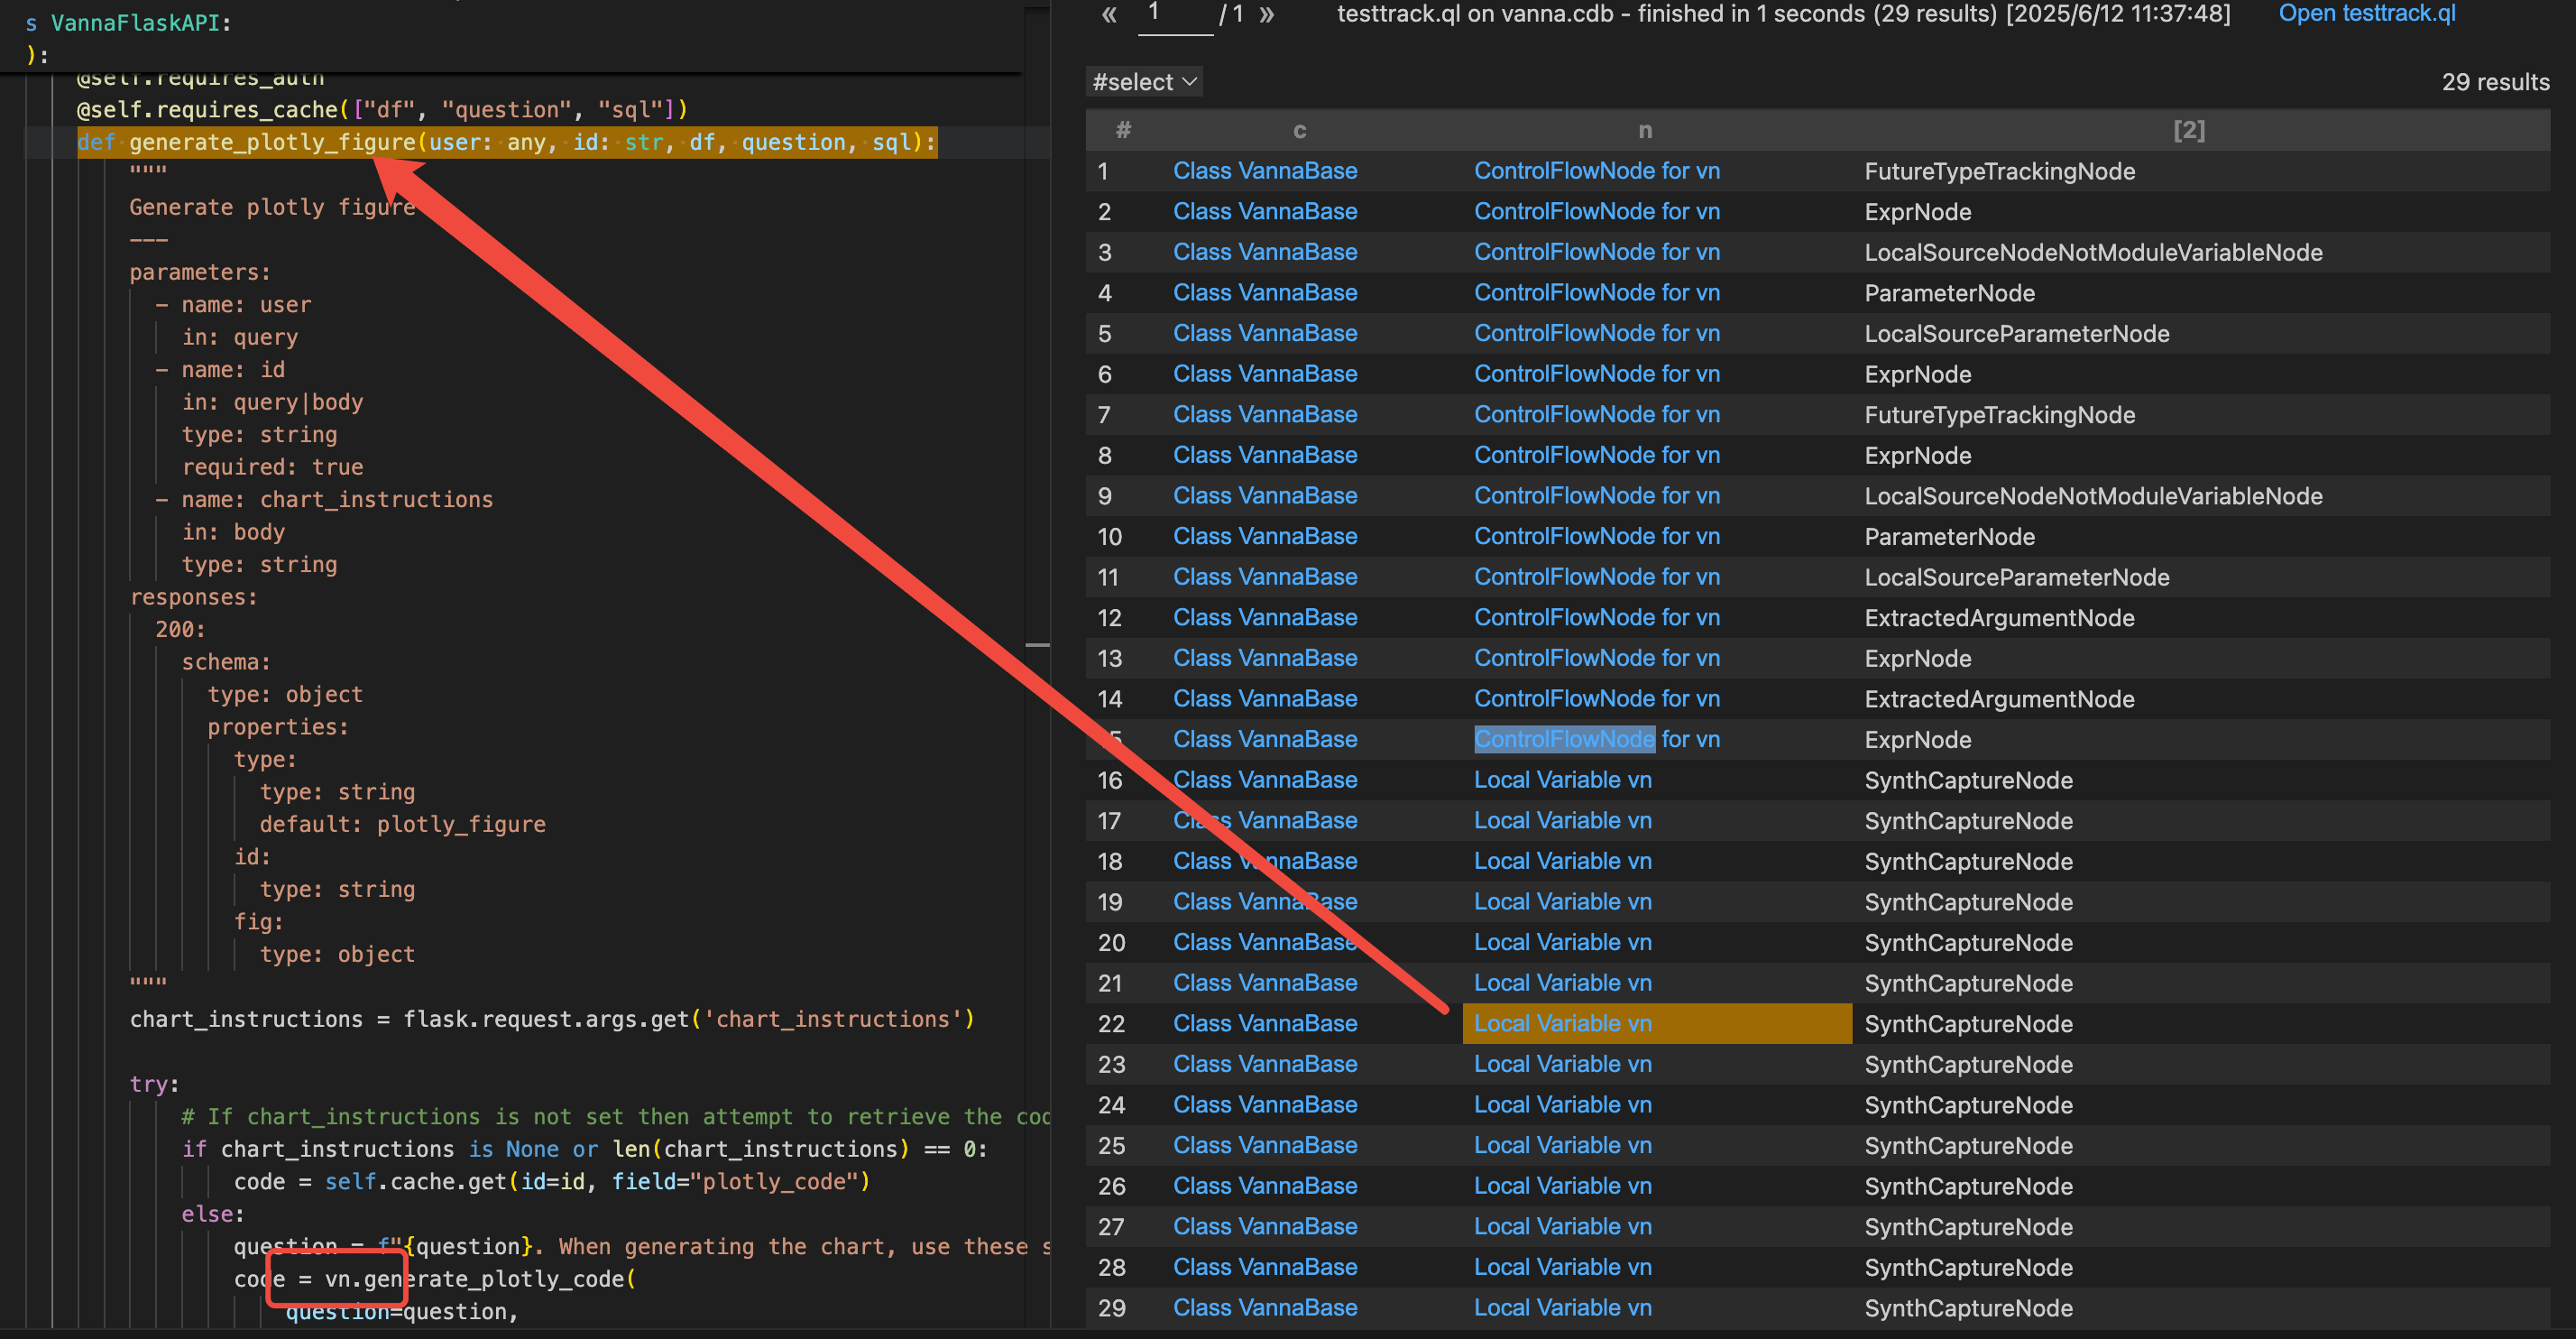 s VannaFlaskAPI:
):
@self.requires_auth
@self.requires_cache(["df", "question", "sql"])
def generate_plotly_figure(user: any, id: str, df, question, sql):
"""
Generate plotly figure
---
parameters:
- name: user
in: query
- name: id
in: query|body
type: string
required: true
- name: chart_instructions
in: body
type: string
responses:
200:
schema:
type: object
properties:
type:
type: string
default: plotly_figure
id:
type: string
fig:
type: object
"""
chart_instructions = flask.request.args.get('chart_instructions')
try:
# If chart_instructions is not set then attempt to retrieve the cod
if chart_instructions is None or len(chart_instructions) == 0:
code = self.cache.get(id=id, field="plotly_code")
else:
question = f"{question}. When generating the chart, use these s
code = vn.generate_plotly_code(
question=question,
« 1 / 1 » testtrack.ql on vanna.cdb - finished in 1 seconds (29 results) [2025/6/12 11:37:48] Open testtrack.ql
#select 29 results
# c n [2]
1 Class VannaBase ControlFlowNode for vn FutureTypeTrackingNode
2 Class VannaBase ControlFlowNode for vn ExprNode
3 Class VannaBase ControlFlowNode for vn LocalSourceNodeNotModuleVariableNode
4 Class VannaBase ControlFlowNode for vn ParameterNode
5 Class VannaBase ControlFlowNode for vn LocalSourceParameterNode
6 Class VannaBase ControlFlowNode for vn ExprNode
7 Class VannaBase ControlFlowNode for vn FutureTypeTrackingNode
8 Class VannaBase ControlFlowNode for vn ExprNode
9 Class VannaBase ControlFlowNode for vn LocalSourceNodeNotModuleVariableNode
10 Class VannaBase ControlFlowNode for vn ParameterNode
11 Class VannaBase ControlFlowNode for vn LocalSourceParameterNode
12 Class VannaBase ControlFlowNode for vn ExtractedArgumentNode
13 Class VannaBase ControlFlowNode for vn ExprNode
14 Class VannaBase ControlFlowNode for vn ExtractedArgumentNode
15 Class VannaBase ControlFlowNode for vn ExprNode
16 Class VannaBase Local Variable vn SynthCaptureNode
17 Class VannaBase Local Variable vn SynthCaptureNode
18 Class VannaBase Local Variable vn SynthCaptureNode
19 Class VannaBase Local Variable vn SynthCaptureNode
20 Class VannaBase Local Variable vn SynthCaptureNode
21 Class VannaBase Local Variable vn SynthCaptureNode
22 Class VannaBase Local Variable vn SynthCaptureNode
23 Class VannaBase Local Variable vn SynthCaptureNode
24 Class VannaBase Local Variable vn SynthCaptureNode
25 Class VannaBase Local Variable vn SynthCaptureNode
26 Class VannaBase Local Variable vn SynthCaptureNode
27 Class VannaBase Local Variable vn SynthCaptureNode
28 Class VannaBase Local Variable vn SynthCaptureNode
29 Class VannaBase Local Variable vn SynthCaptureNode